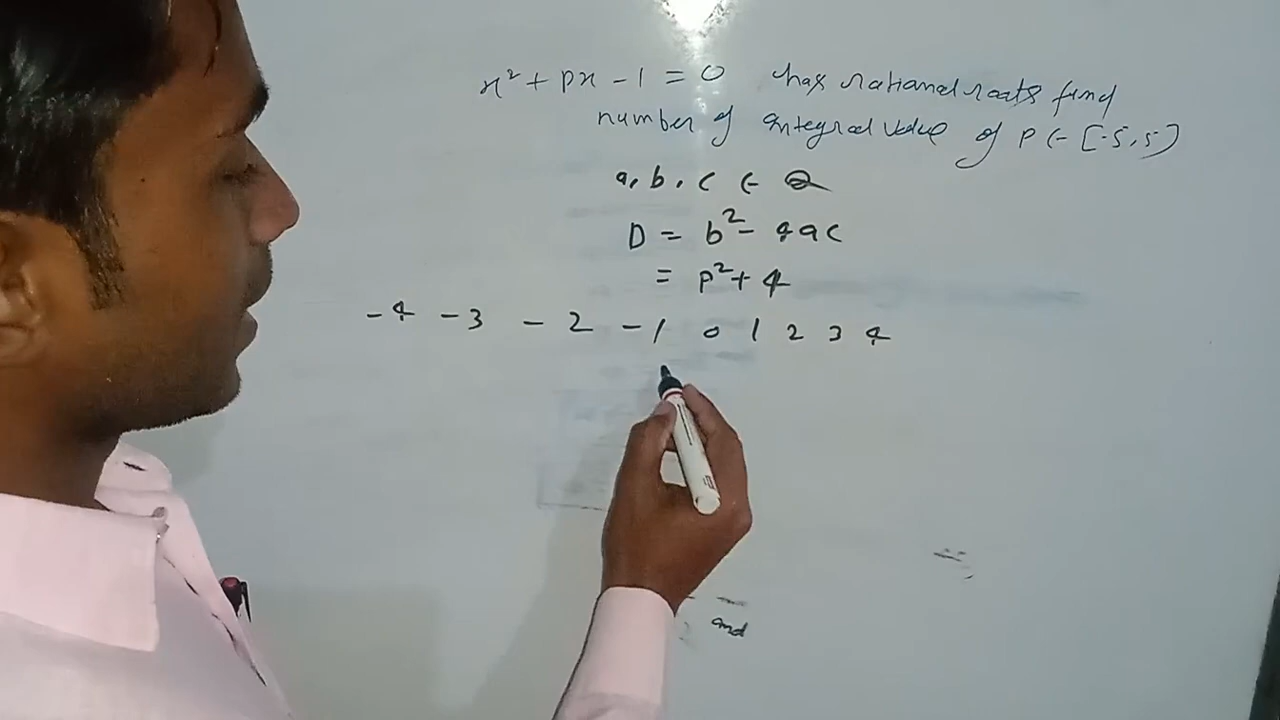 x² + px - 1 = 0 has rational roots find
number of integral value of P ∈ [-5, 5)
a, b, c ∈ Q
D = b² - 4ac
= p² + 4
-4 -3 -2 -1 0 1 2 3 4
and